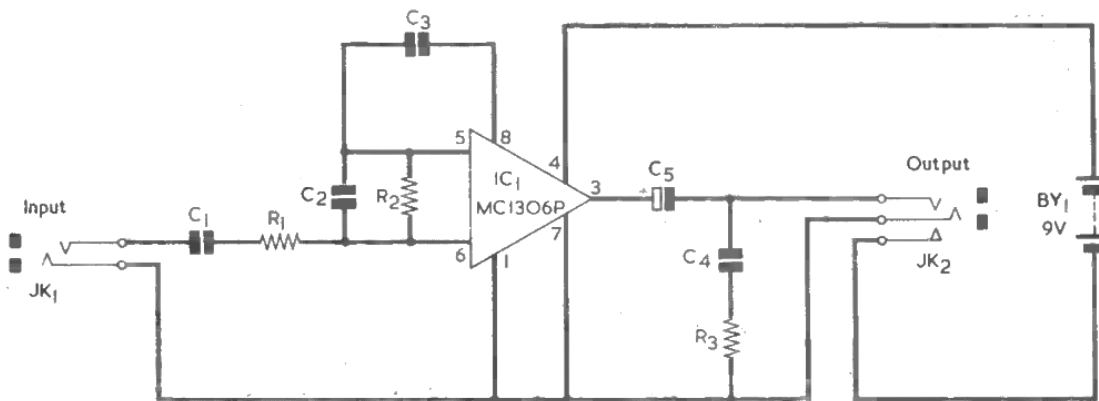 C3
5
8
4
Output
IC1
MC1306P
3
C5
+
C2
R2
BY1
9V
Input
C1
R1
7
6
1
C4
JK2
JK1
R3